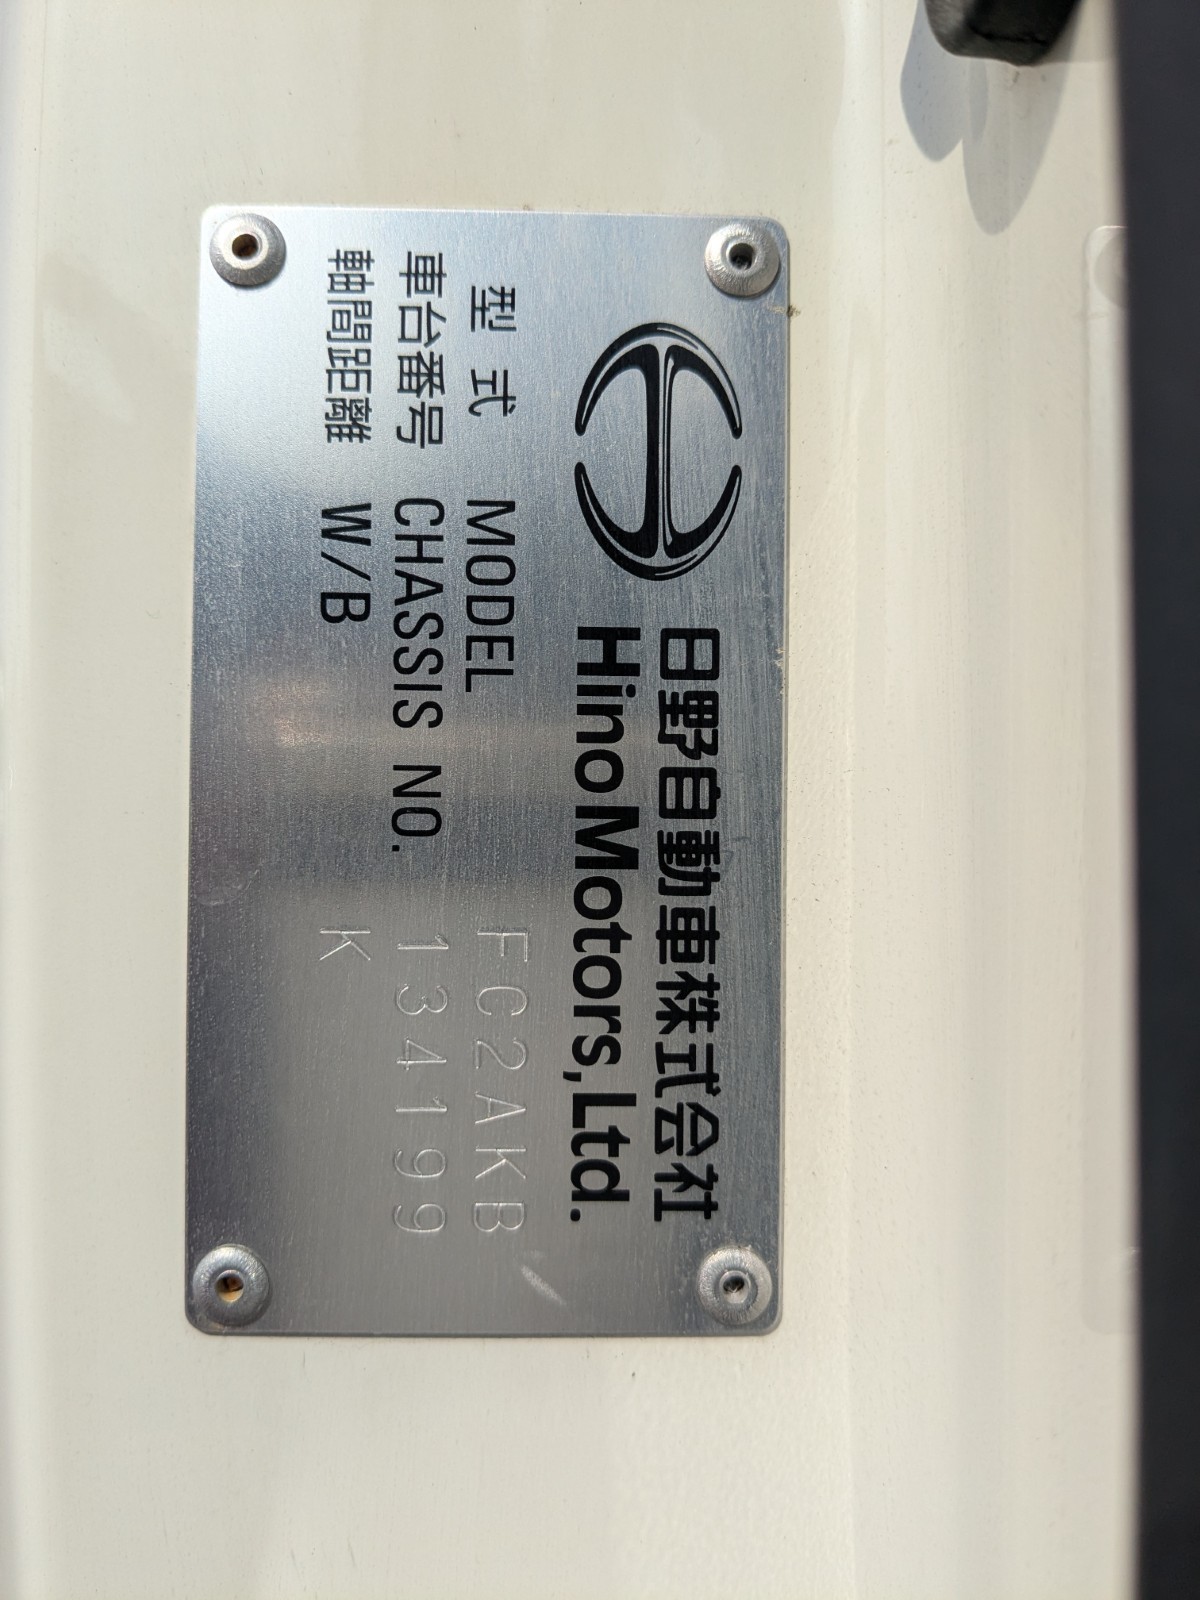 日野自動車株式会社
Hino Motors, Ltd.
型式 MODEL FC2AKB
車台番号 CHASSIS NO. 134199
軸間距離 W/B K